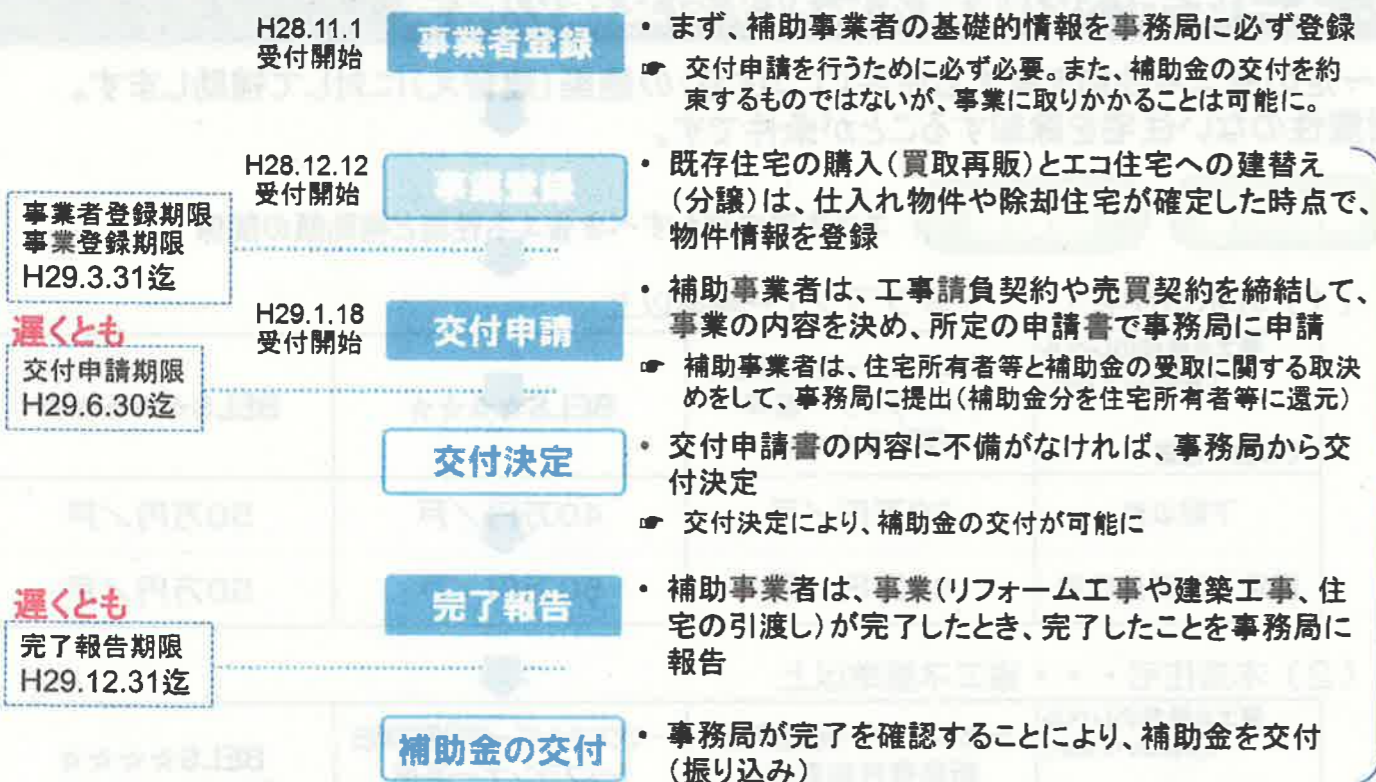 H28.11.1
受付開始
事業者登録
・ まず、補助事業者の基礎的情報を事務局に必ず登録
☞ 交付申請を行うために必ず必要。また、補助金の交付を約
束するものではないが、事業に取りかかることは可能に。
H28.12.12
受付開始
事業登録
・ 既存住宅の購入(買取再販)とエコ住宅への建替え
(分譲)は、仕入れ物件や除却住宅が確定した時点で、
物件情報を登録
事業者登録期限
事業登録期限
H29.3.31迄
H29.1.18
受付開始
交付申請
・ 補助事業者は、工事請負契約や売買契約を締結して、
事業の内容を決め、所定の申請書で事務局に申請
☞ 補助事業者は、住宅所有者等と補助金の受取に関する取決
めをして、事務局に提出(補助金分を住宅所有者等に還元)
遅くとも
交付申請期限
H29.6.30迄
交付決定
・ 交付申請書の内容に不備がなければ、事務局から交
付決定
☞ 交付決定により、補助金の交付が可能に
完了報告
・ 補助事業者は、事業(リフォーム工事や建築工事、住
宅の引渡し)が完了したとき、完了したことを事務局に
報告
遅くとも
完了報告期限
H29.12.31迄
補助金の交付
・ 事務局が完了を確認することにより、補助金を交付
(振り込み)